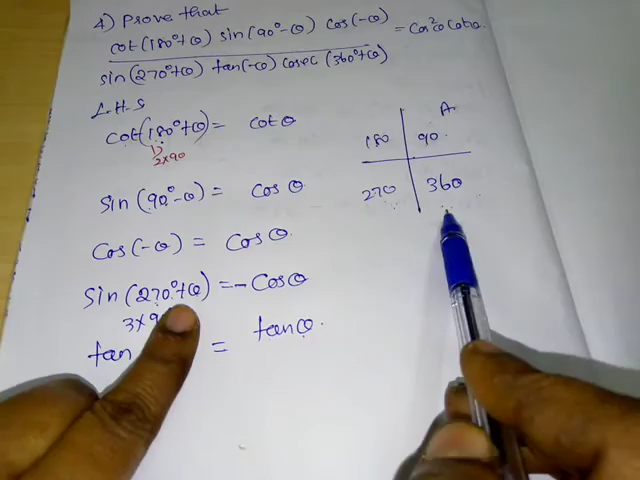 4) Prove that
cot(180°+θ) sin(90°-θ) cos(-θ) = cos²θ cotθ.
sin(270°+θ) tan(-θ) cosec(360°+θ)
L.H.S
cot(180°+θ) = cotθ
2x90
sin(90°-θ) = cosθ
cos(-θ) = cosθ
sin(270°+θ) = -cosθ
3x9
tan = tanθ.
A
180 90
270 360